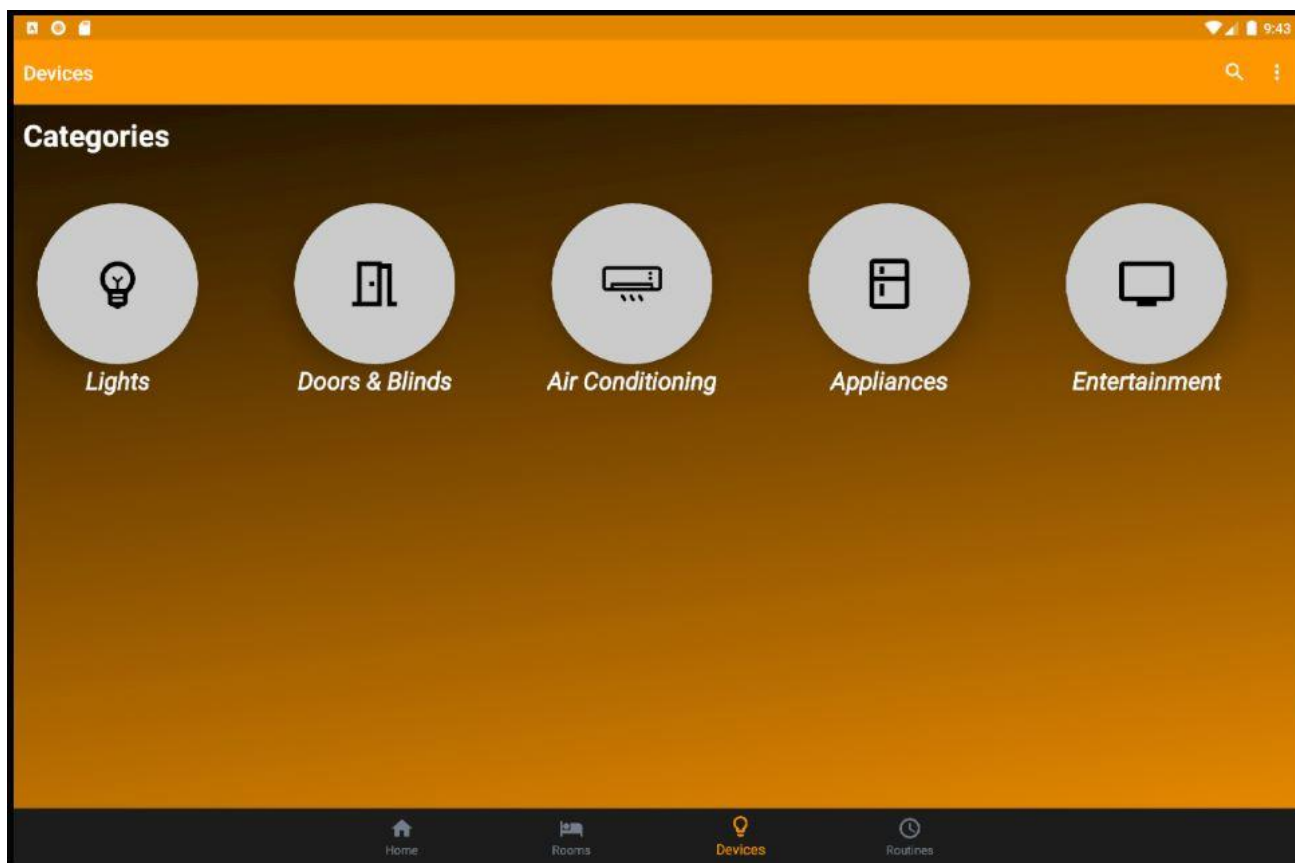 9:43
Devices
Categories
Lights
Doors & Blinds
Air Conditioning
Appliances
Entertainment
Home
Rooms
Devices
Routines